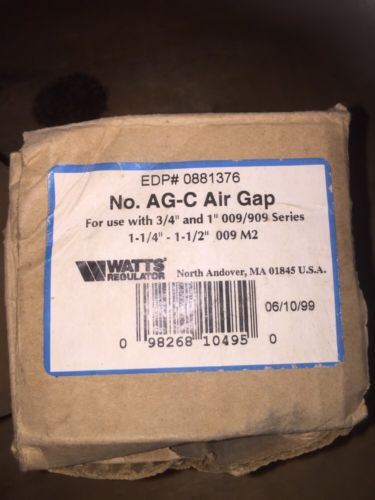 EDP# 0881376
No. AG-C Air Gap
For use with 3/4" and 1" 009/909 Series
1-1/4" - 1-1/2" 009 M2
WATTS
REGULATOR
North Andover, MA 01845 U.S.A.
06/10/99
0 98268 10495 0